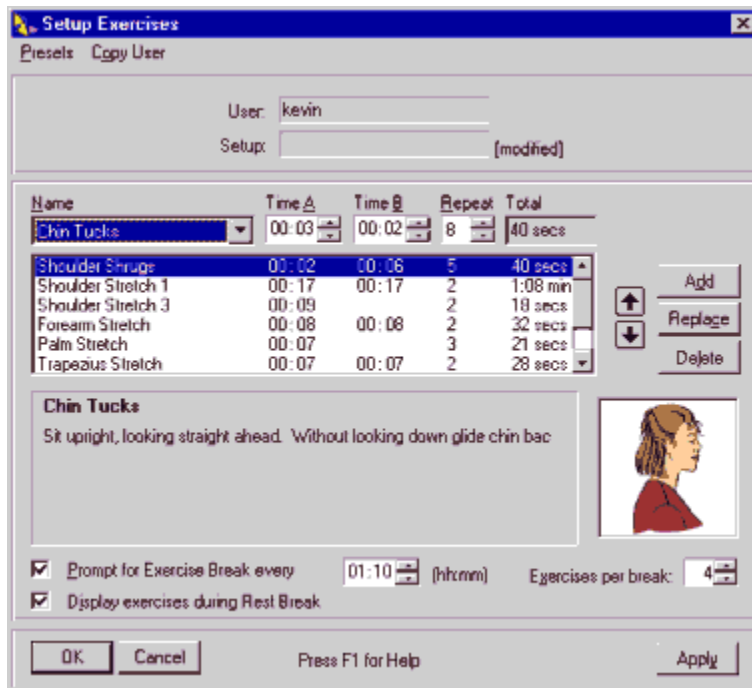 Setup Exercises
Presets Copy User
User: kevin
Setup: [modified]
Name Time A Time B Repeat Total
Chin Tucks 00:03 00:02 8 40 secs
Shoulder Shrugs 00:02 00:06 5 40 secs
Shoulder Stretch 1 00:17 00:17 2 1:08 min
Shoulder Stretch 3 00:09 2 18 secs
Forearm Stretch 00:08 00:08 2 32 secs
Palm Stretch 00:07 3 21 secs
Trapezius Stretch 00:07 00:07 2 28 secs
Add
Replace
Delete
Chin Tucks
Sit upright, looking straight ahead. Without looking down glide chin bac
Prompt for Exercise Break every 01:10 (hh:mm) Exercises per break: 4
Display exercises during Rest Break
OK Cancel Press F1 for Help Apply